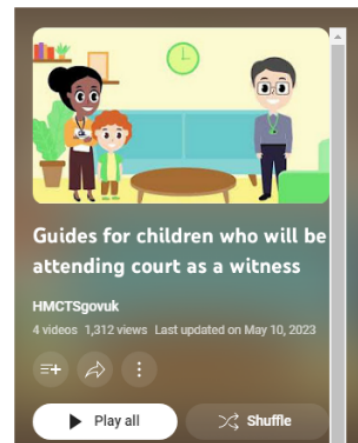 Guides for children who will be
attending court as a witness
HMCTSgovuk
4 videos 1,312 views Last updated on May 10, 2023
Play all
Shuffle